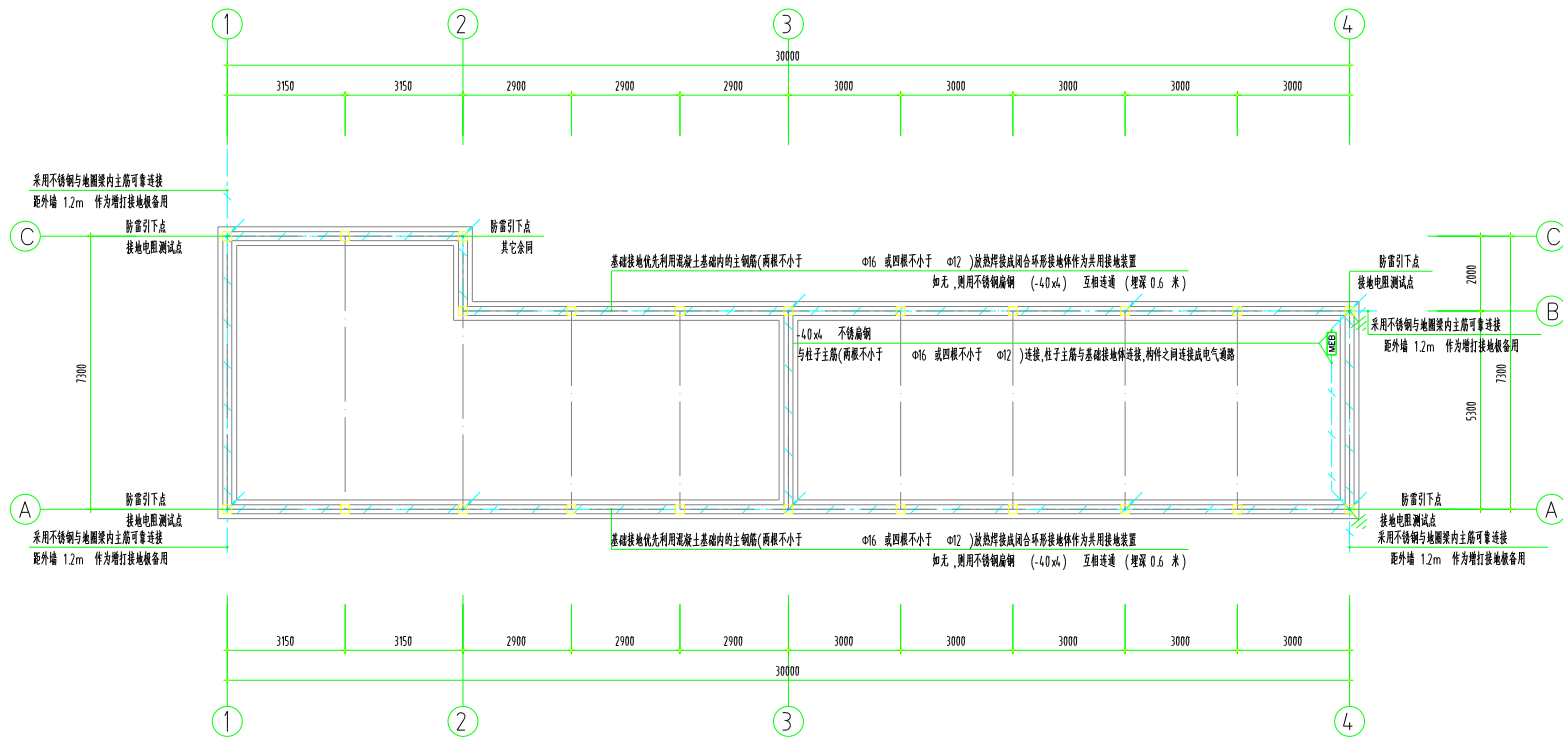 1 2 3 4
30000
3150 3150 2900 2900 2900 3000 3000 3000 3000 3000
采用不锈钢与地圈梁内主筋可靠连接
距外墙 1.2m 作为增打接地极备用
防雷引下点
接地电阻测试点
C
防雷引下点
其它余同
基础接地优先利用混凝土基础内的主钢筋(两根不小于 Φ16 或四根不小于 Φ12 )放热焊接成闭合环形接地体作为共用接地装置
如无 ,则用不锈钢扁钢 (-40x4) 互相连通 (埋深 0.6 米)
防雷引下点
接地电阻测试点
C
2000
B
采用不锈钢与地圈梁内主筋可靠连接
距外墙 1.2m 作为增打接地极备用
-40x4 不锈扁钢
与柱子主筋(两根不小于 Φ16 或四根不小于 Φ12 )连接,柱子主筋与基础接地体连接,构件之间连接成电气通路
MEB
7300
7300
5300
防雷引下点
接地电阻测试点
A
采用不锈钢与地圈梁内主筋可靠连接
距外墙 1.2m 作为增打接地极备用
基础接地优先利用混凝土基础内的主钢筋(两根不小于 Φ16 或四根不小于 Φ12 )放热焊接成闭合环形接地体作为共用接地装置
如无 ,则用不锈钢扁钢 (-40x4) 互相连通 (埋深 0.6 米)
防雷引下点
接地电阻测试点
A
采用不锈钢与地圈梁内主筋可靠连接
距外墙 1.2m 作为增打接地极备用
3150 3150 2900 2900 2900 3000 3000 3000 3000 3000
30000
1 2 3 4